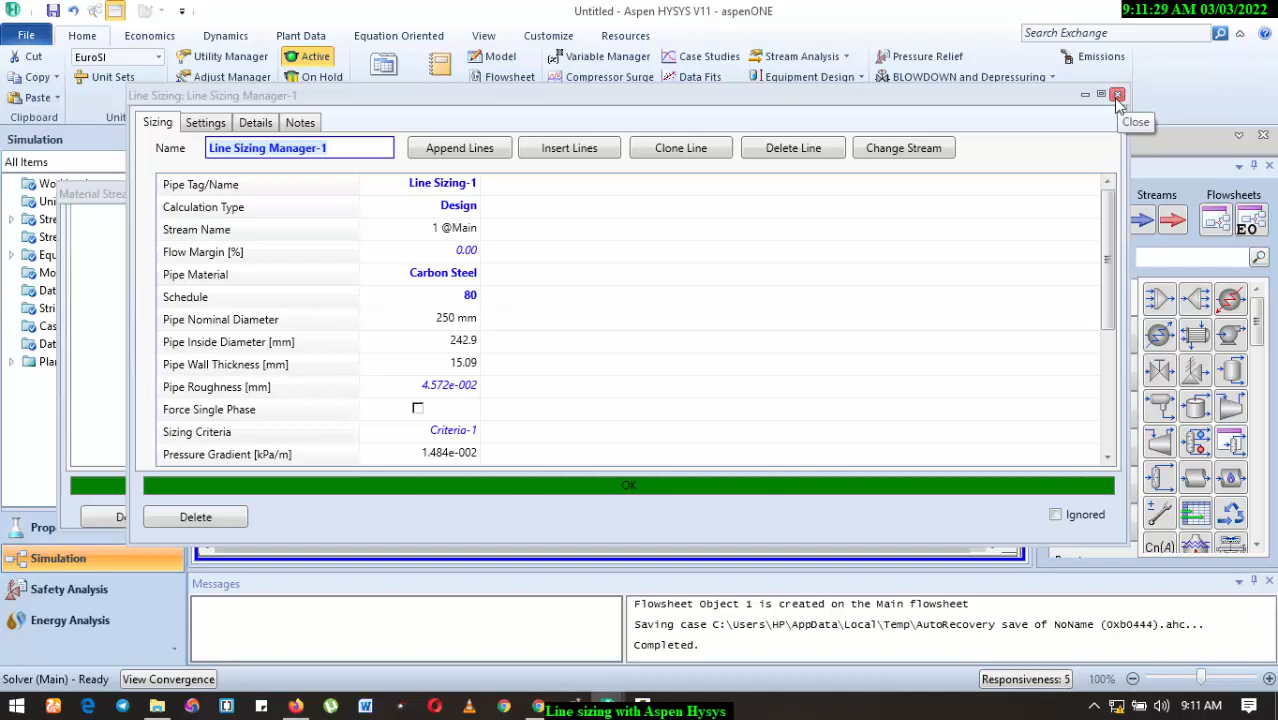 Untitled - Aspen HYSYS V11 - aspenONE
9:11:29 AM 03/03/2022
File Home Economics Dynamics Plant Data Equation Oriented View Customize Resources
Search Exchange
Cut EuroSI Utility Manager Active Model Variable Manager Case Studies Stream Analysis Pressure Relief Emissions
Copy Unit Sets Adjust Manager On Hold Flowsheet Compressor Surge Data Fits Equipment Design BLOWDOWN and Depressuring
Paste
Clipboard
Line Sizing: Line Sizing Manager-1
Close
Simulation
All Items
Sizing Settings Details Notes
Name Line Sizing Manager-1 Append Lines Insert Lines Clone Line Delete Line Change Stream
Pipe Tag/Name Line Sizing-1
Calculation Type Design
Stream Name 1 @Main
Flow Margin [%] 0.00
Pipe Material Carbon Steel
Schedule 80
Pipe Nominal Diameter 250 mm
Pipe Inside Diameter [mm] 242.9
Pipe Wall Thickness [mm] 15.09
Pipe Roughness [mm] 4.572e-002
Force Single Phase
Sizing Criteria Criteria-1
Pressure Gradient [kPa/m] 1.484e-002
OK
Delete
Ignored
Streams Flowsheets
EO
Cn(A)
Simulation
Safety Analysis
Energy Analysis
Messages
Flowsheet Object 1 is created on the Main flowsheet
Saving case C:\Users\HP\AppData\Local\Temp\AutoRecovery save of NoName (0xb0444).ahc...
Completed.
Solver (Main) - Ready View Convergence Responsiveness: 5 100%
9:11 AM
Line sizing with Aspen Hysys